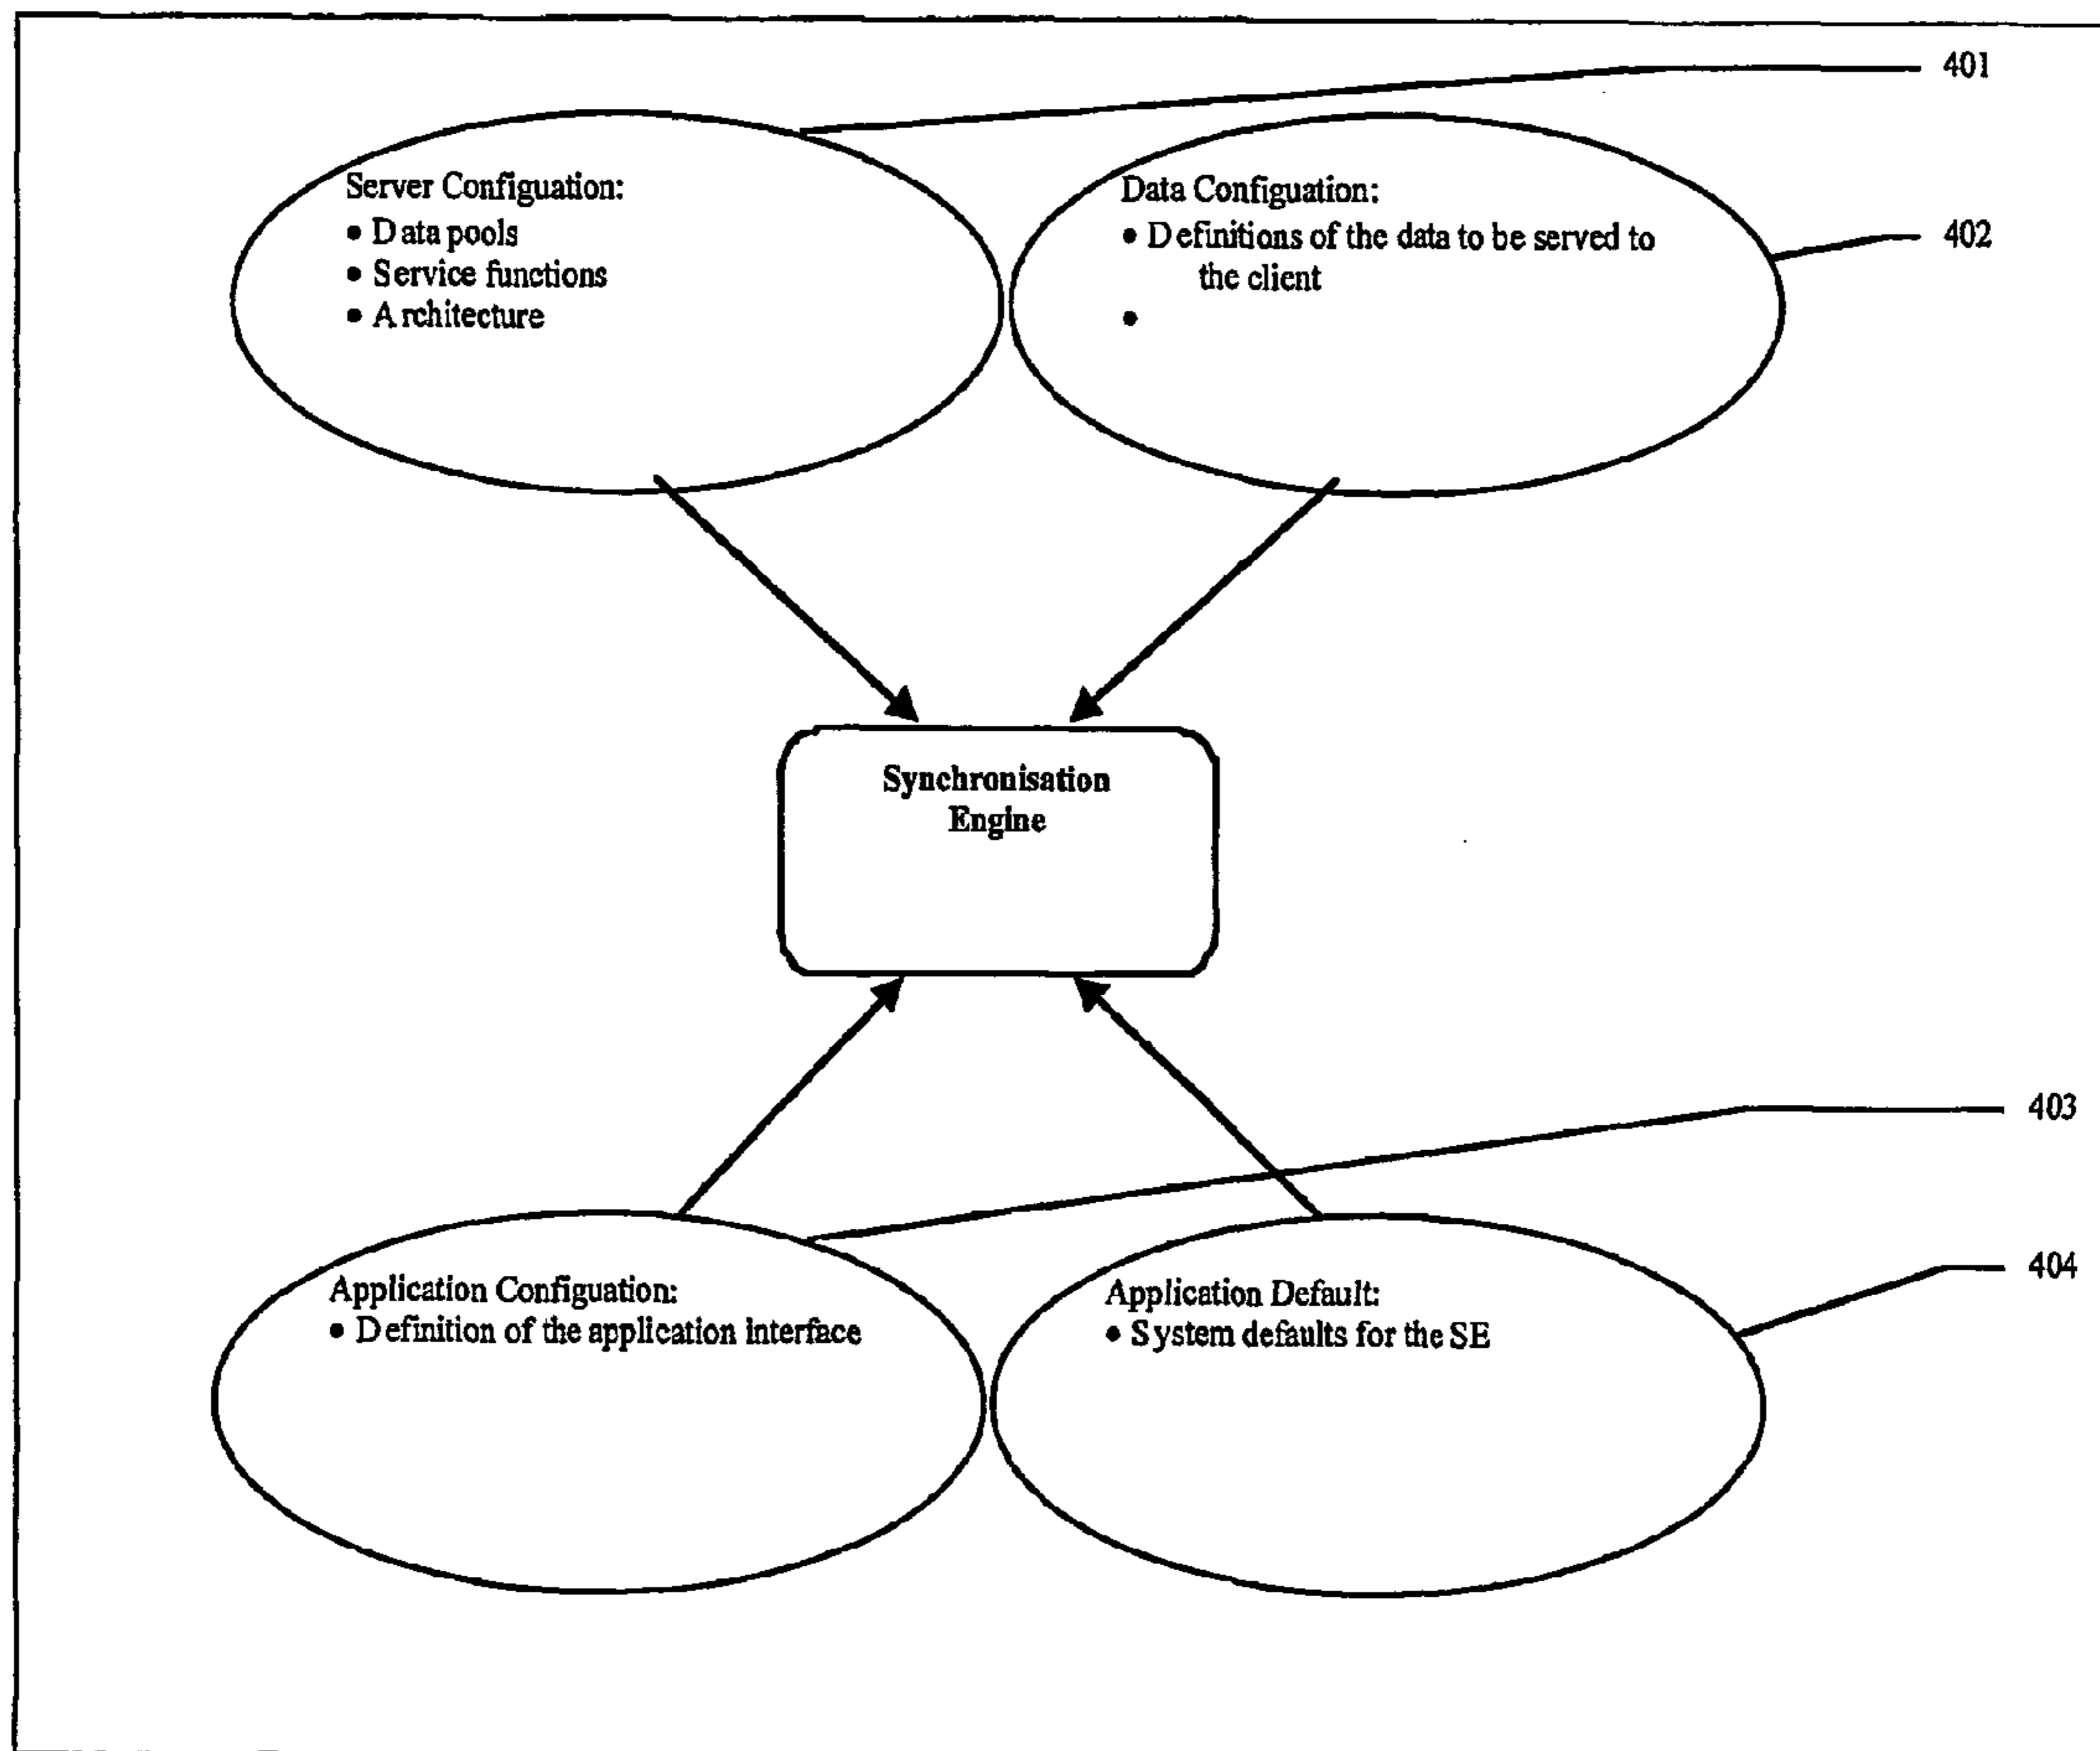 401
Server Configuation:
• Data pools
• Service functions
• Architecture
Data Configuation:
• Definitions of the data to be served to
the client
•
402
Synchronisation
Engine
403
Application Configuation:
• Definition of the application interface
Application Default:
• System defaults for the SE
404